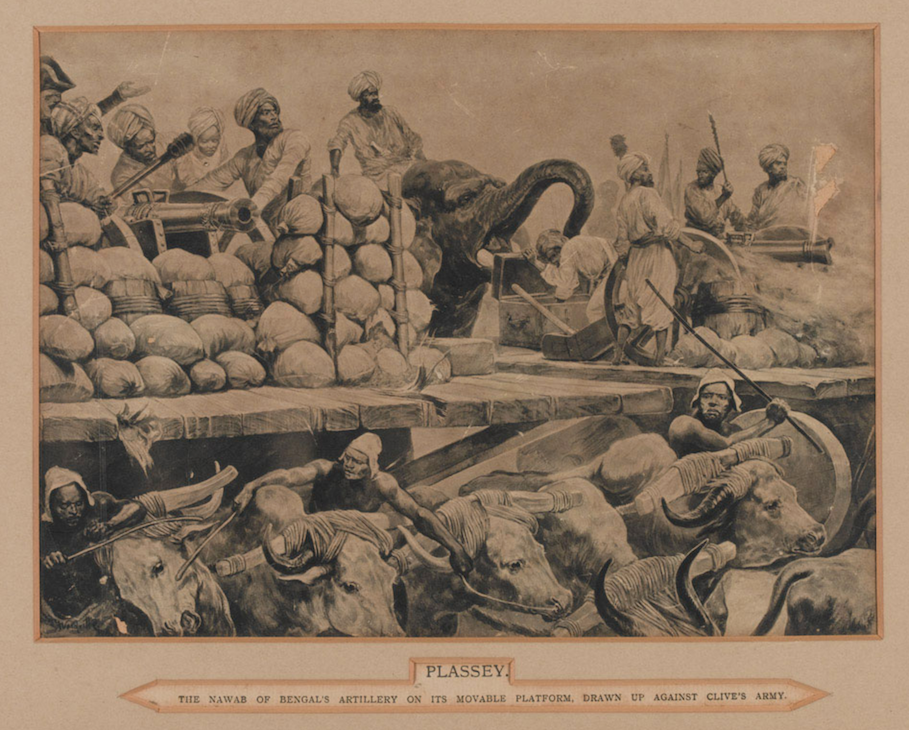 PLASSEY.
THE NAWAB OF BENGAL'S ARTILLERY ON ITS MOVABLE PLATFORM, DRAWN UP AGAINST CLIVE'S ARMY.